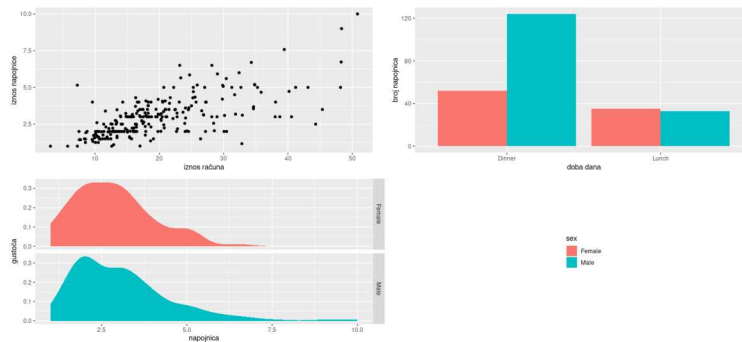 iznos napojnice
10.0
7.5
5.0
2.5
10
20
30
40
50
iznos računa
broj napojnica
120
80
40
0
Dinner
Lunch
doba dana
gustoća
0.3
0.2
0.1
0.0
Female
0.3
0.2
0.1
0.0
Male
2.5
5.0
7.5
10.0
napojnica
sex
Female
Male